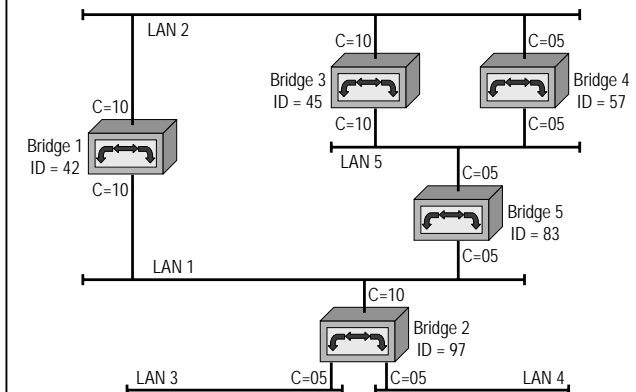 LAN 2
C=10
C=05
Bridge 3
ID = 45
Bridge 4
ID = 57
C=10
C=10
C=05
Bridge 1
ID = 42
LAN 5
C=10
C=05
Bridge 5
ID = 83
C=05
LAN 1
C=10
Bridge 2
ID = 97
LAN 3
C=05
C=05
LAN 4